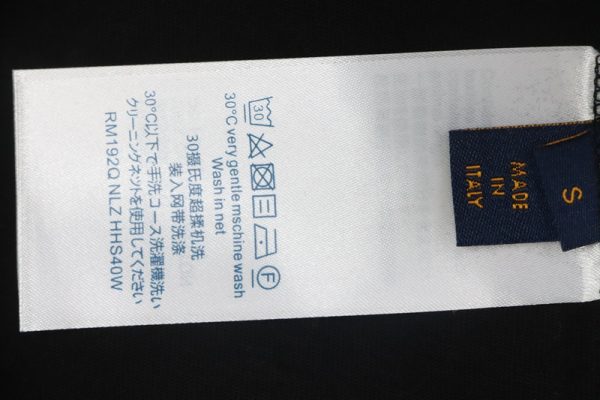 S
MADE
IN
ITALY
30 F
30°C very gentle mschine wash
Wash in net
30摄氏度超揉机洗
装入网带洗涤
30°C以下で手洗コース洗濯機洗い
クリーニングネットを使用してください
RM192Q NLZ HHS40W